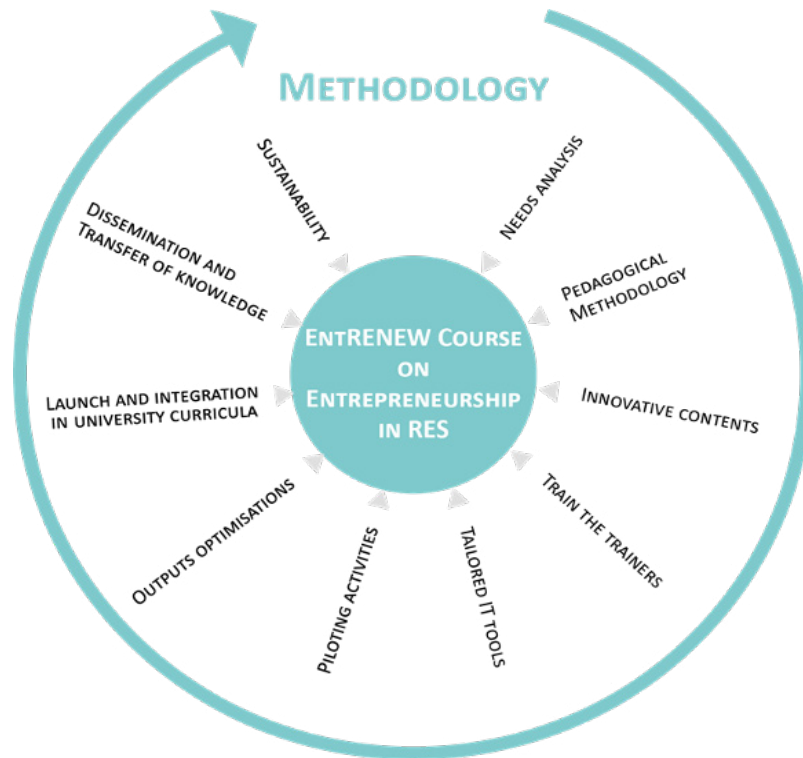 Methodology
Needs analysis
Pedagogical
Methodology
Innovative contents
Train the trainers
Tailored IT tools
Piloting activities
Outputs optimisations
Launch and integration
in university curricula
Dissemination and
Transfer of knowledge
Sustainability
EntRENEW Course
on
Entrepreneurship
in RES